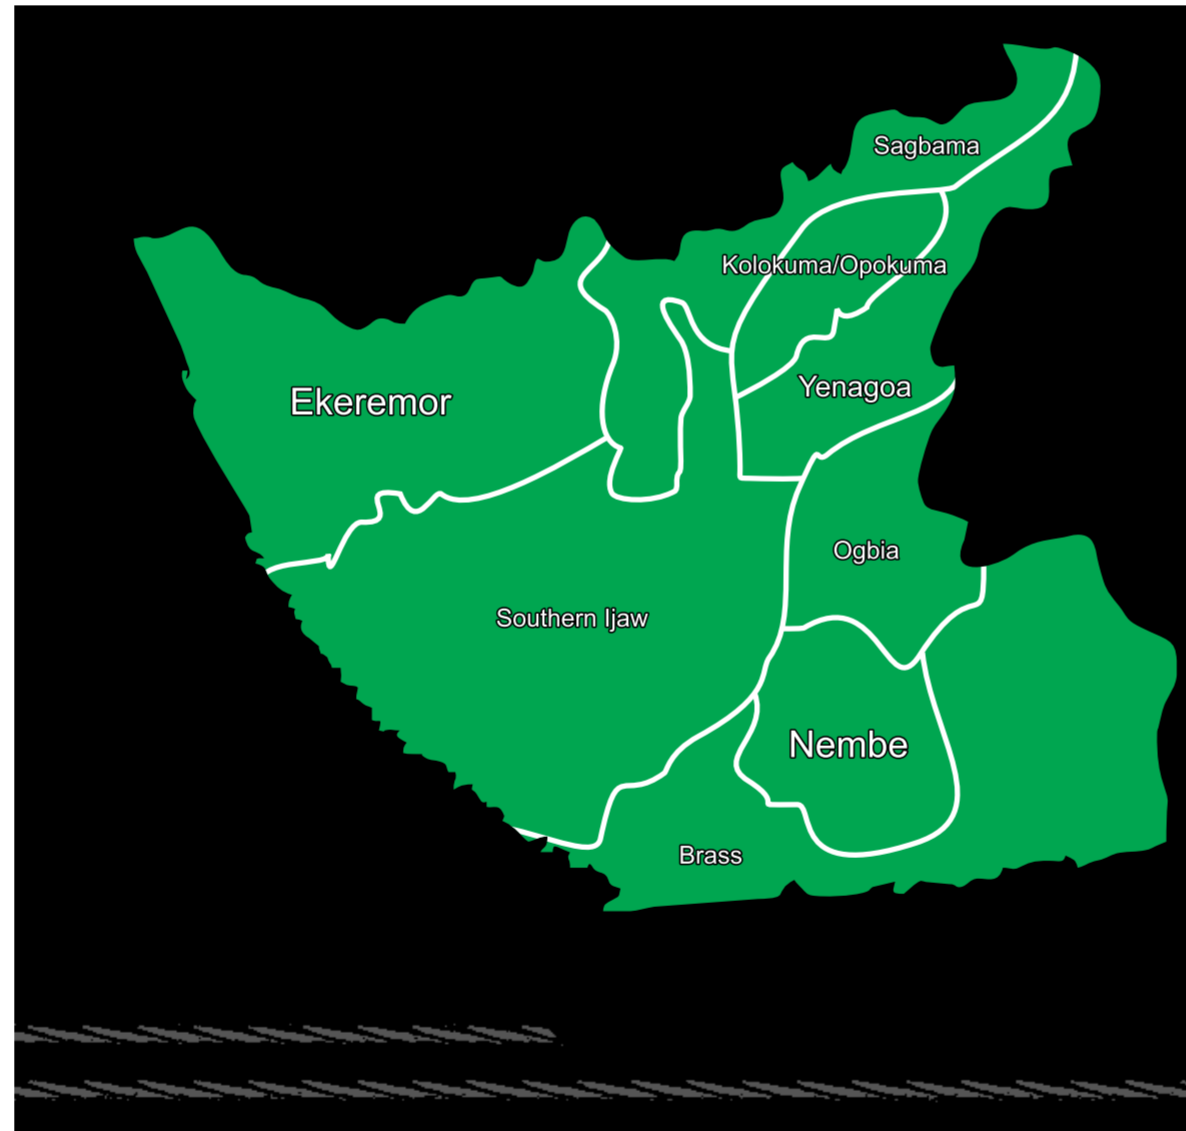 Sagbama
Kolokuma/Opokuma
Yenagoa
Ekeremor
Ogbia
Southern Ijaw
Nembe
Brass